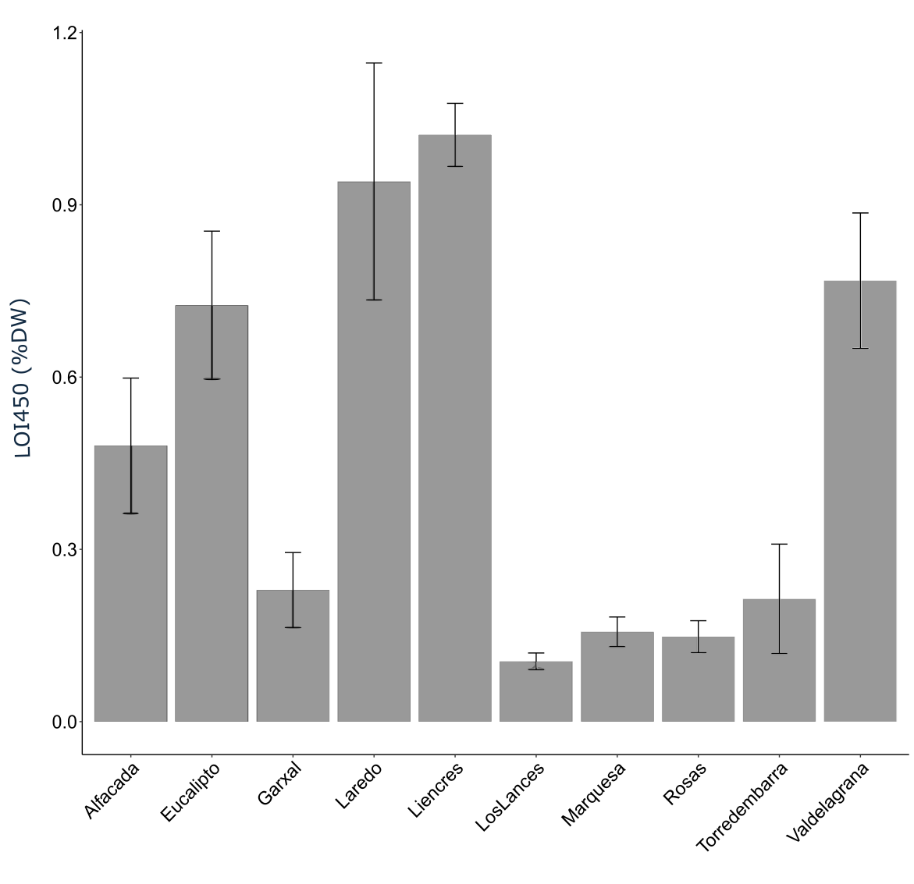 1.2
0.9
0.6
0.3
0.0
LOI450 (%DW)
Alfacada
Eucalipto
Garxal
Laredo
Liencres
LosLances
Marquesa
Rosas
Torredembarra
Valdelagrana